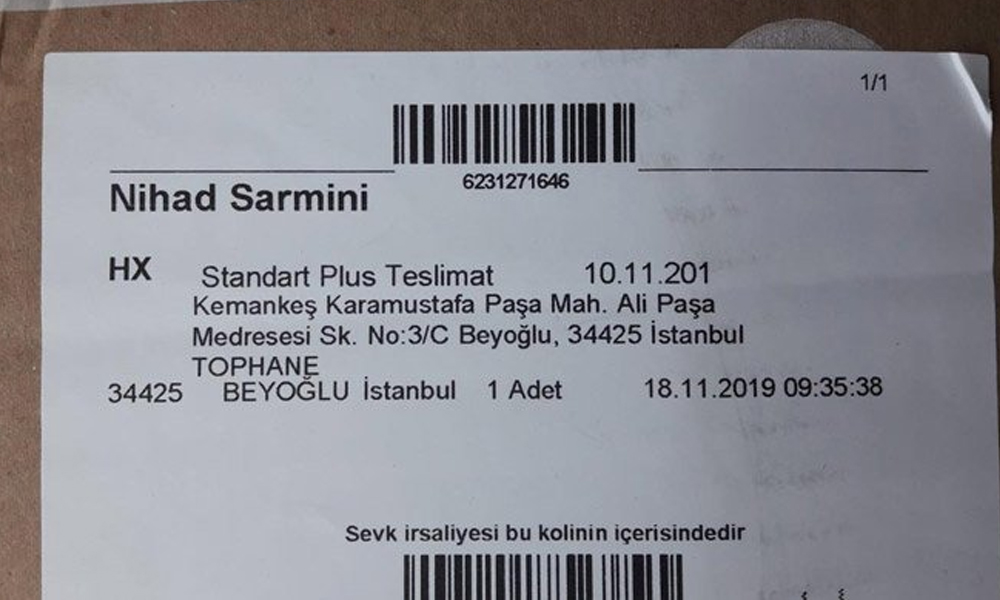 1/1
6231271646
Nihad Sarmini
HX Standart Plus Teslimat 10.11.201
Kemankeş Karamustafa Paşa Mah. Ali Paşa
Medresesi Sk. No:3/C Beyoğlu, 34425 İstanbul
TOPHANE
34425 BEYOĞLU İstanbul 1 Adet 18.11.2019 09:35:38
Sevk irsaliyesi bu kolinin içerisindedir